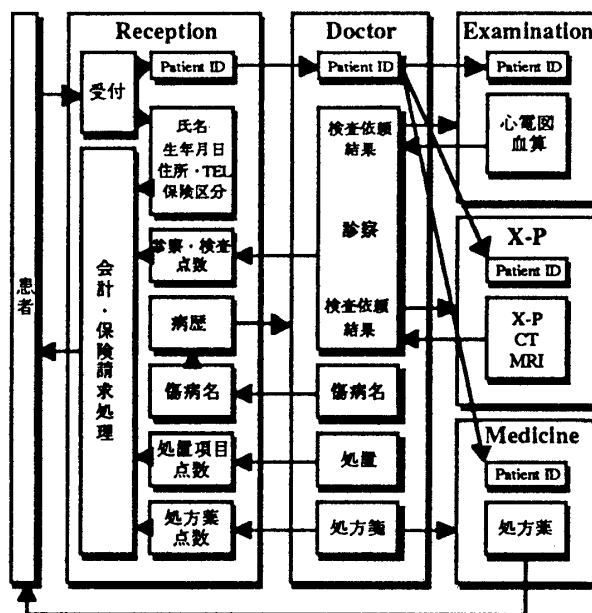 患者
Reception
受付
Patient ID
氏名
生年月日
住所・TEL
保険区分
会計・保険請求処理
診察・検査
点数
病歴
傷病名
処置項目
点数
処方薬
点数
Doctor
Patient ID
検査依頼
結果
診察
検査依頼
結果
傷病名
処置
処方箋
Examination
Patient ID
心電図
血算
X-P
Patient ID
X-P
CT
MRI
Medicine
Patient ID
処方薬